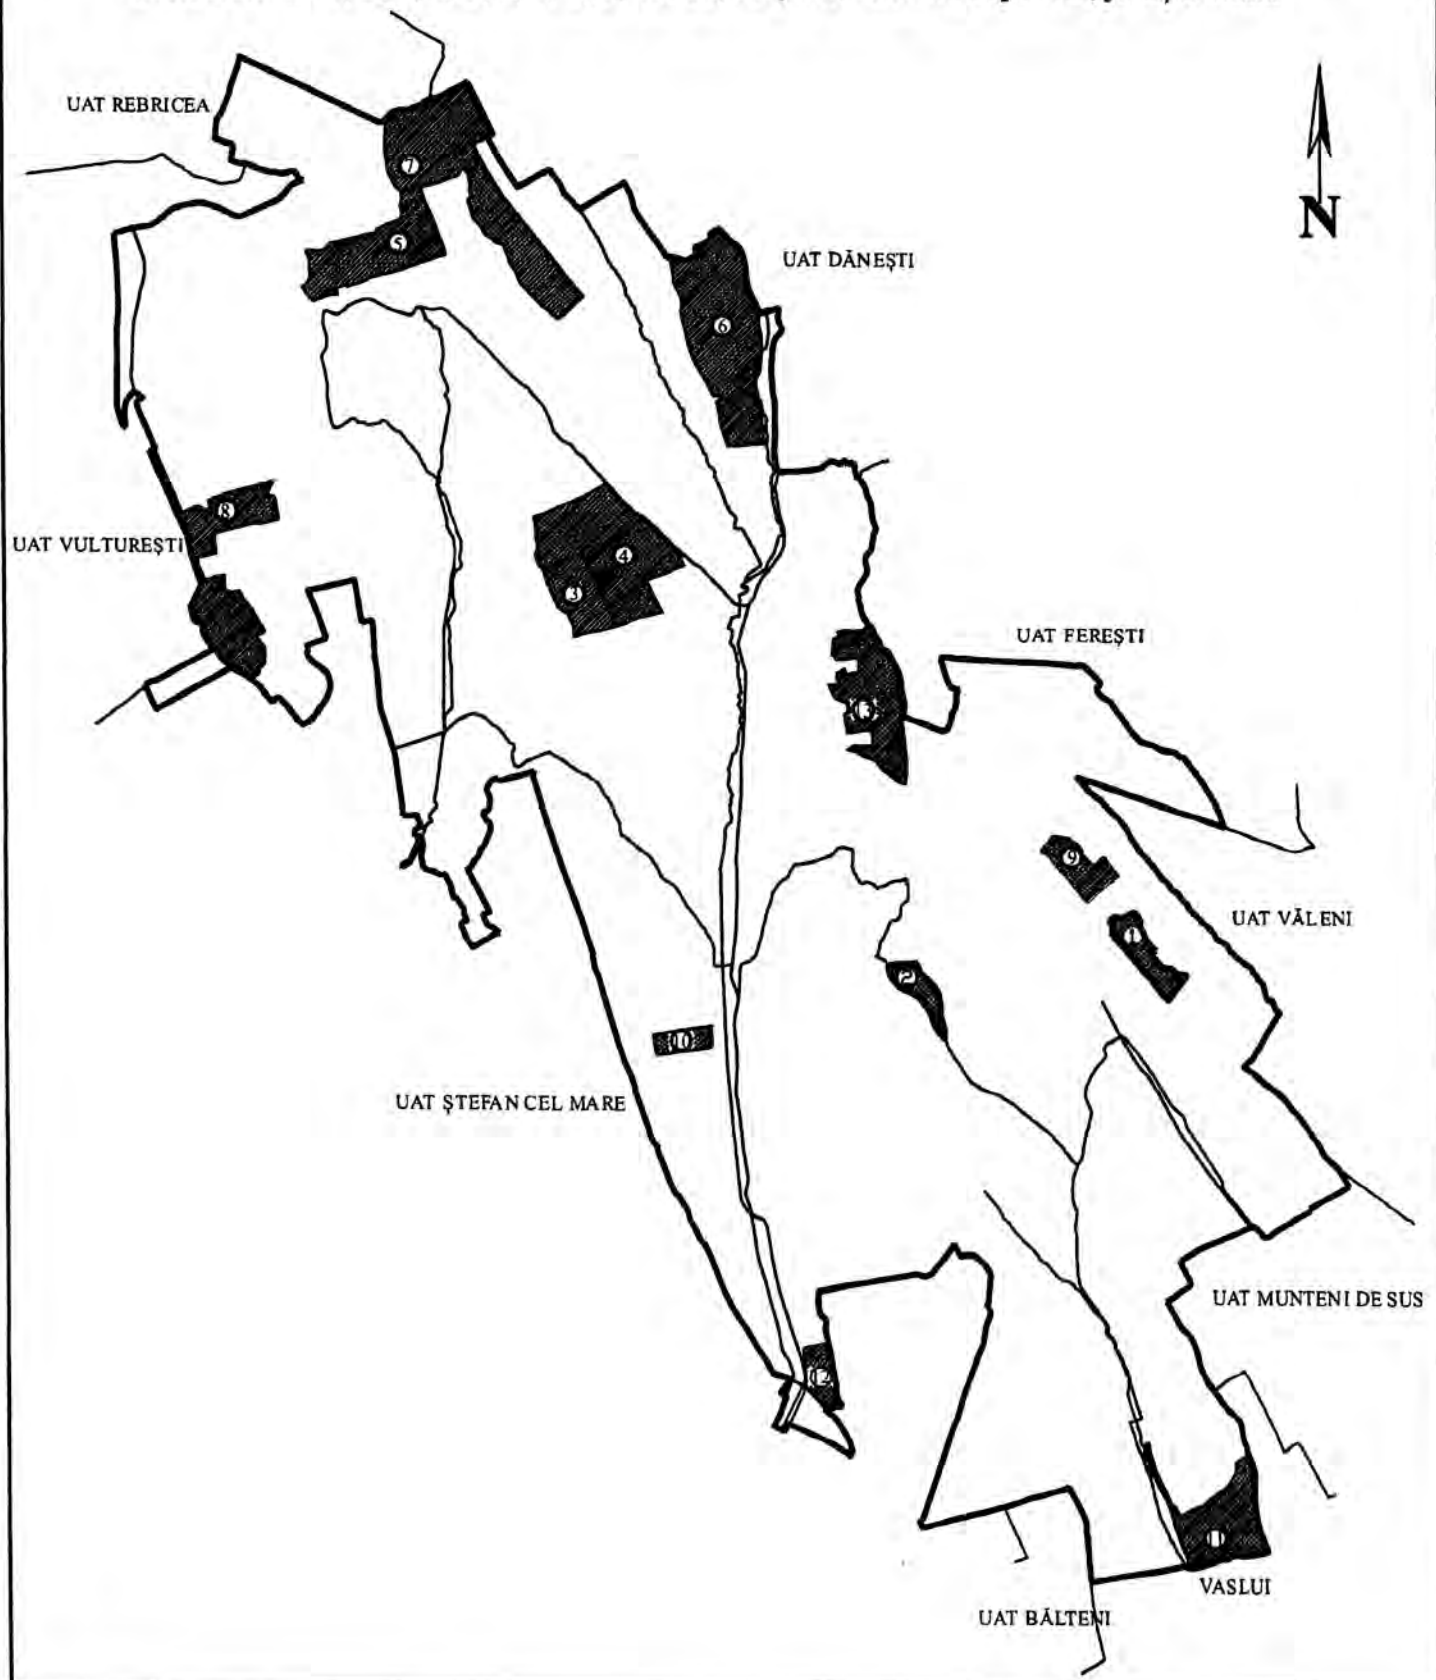 UAT REBRICEA
N
7
5
UAT DĂNEȘTI
6
8
UAT VULTUREȘTI
4
3
UAT FEREȘTI
13
9
UAT VĂLENI
1
2
10
UAT ȘTEFAN CEL MARE
UAT MUNTENI DE SUS
12
11
VASLUI
UAT BĂLTENI